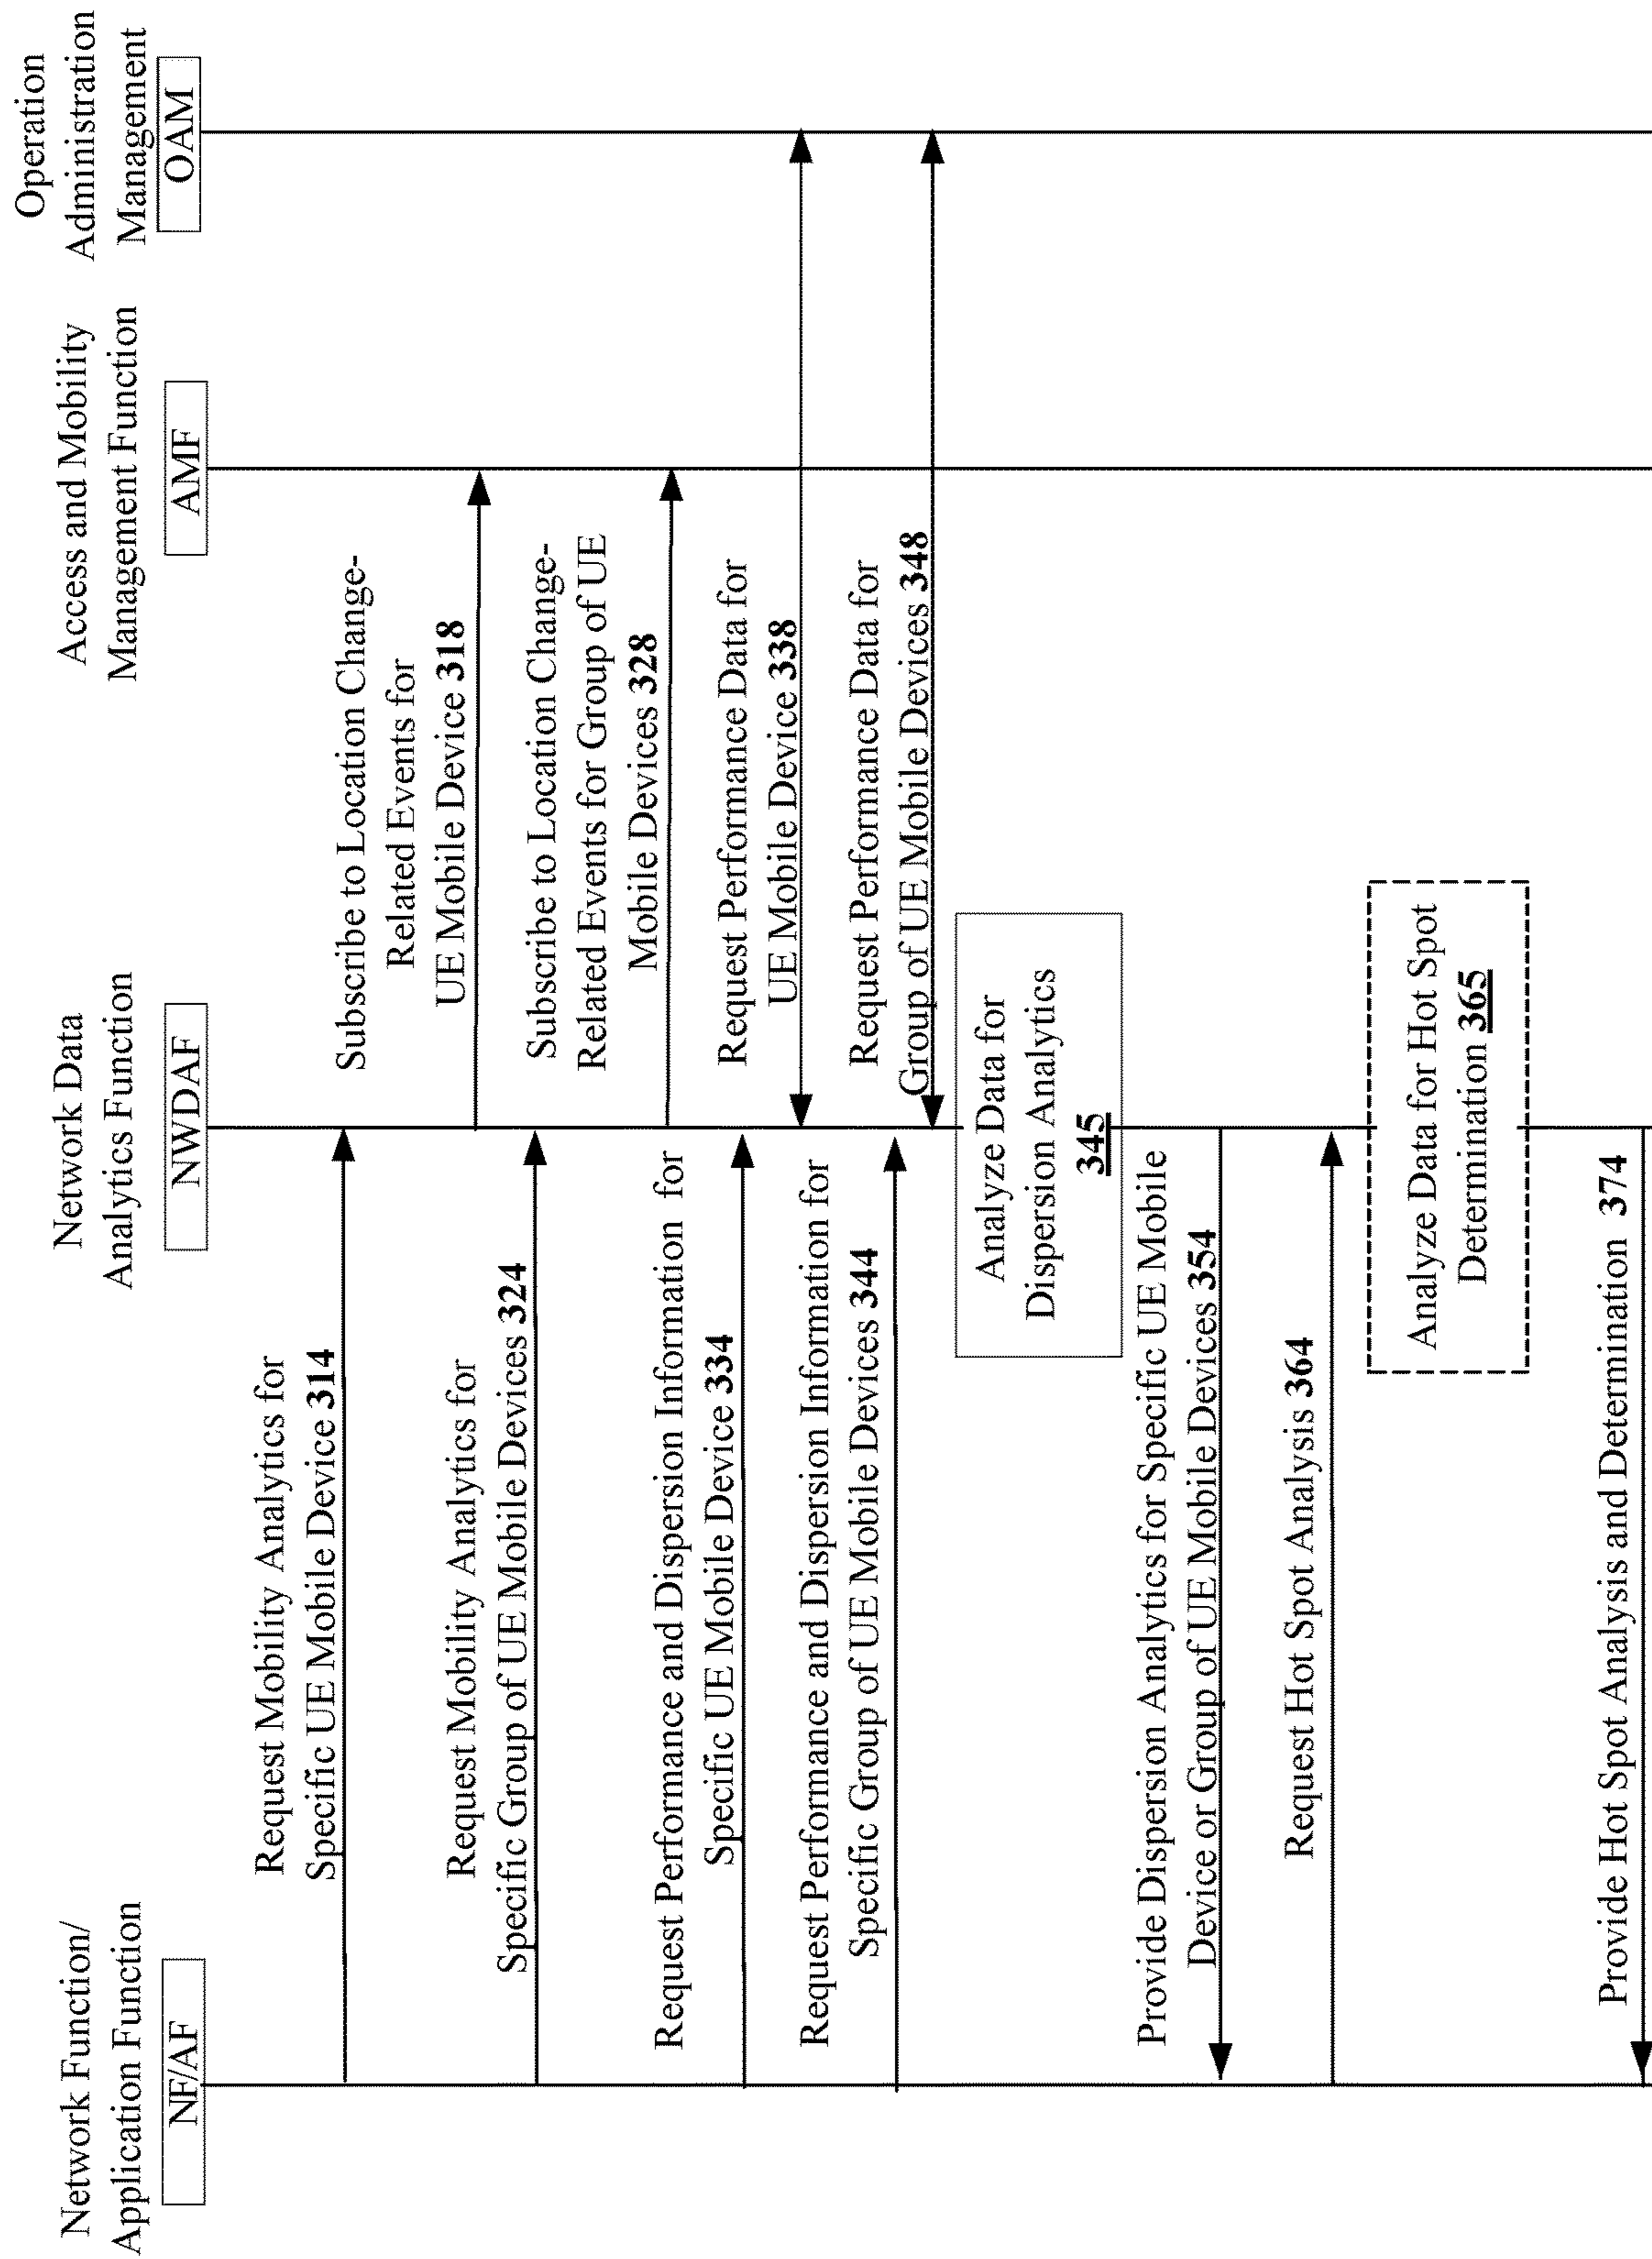 Network Function/
Application Function
NF/AF
Network Data
Analytics Function
NWDAF
Access and Mobility
Management Function
AMF
Operation
Administration
Management
OAM
Request Mobility Analytics for
Specific UE Mobile Device 314
Subscribe to Location Change-
Related Events for
UE Mobile Device 318
Request Mobility Analytics for
Specific Group of UE Mobile Devices 324
Subscribe to Location Change-
Related Events for Group of UE
Mobile Devices 328
Request Performance and Dispersion Information for
Specific UE Mobile Device 334
Request Performance Data for
UE Mobile Device 338
Request Performance and Dispersion Information for
Specific Group of UE Mobile Devices 344
Request Performance Data for
Group of UE Mobile Devices 348
Analyze Data for
Dispersion Analytics
345
Provide Dispersion Analytics for Specific UE Mobile
Device or Group of UE Mobile Devices 354
Request Hot Spot Analysis 364
Analyze Data for Hot Spot
Determination 365
Provide Hot Spot Analysis and Determination 374